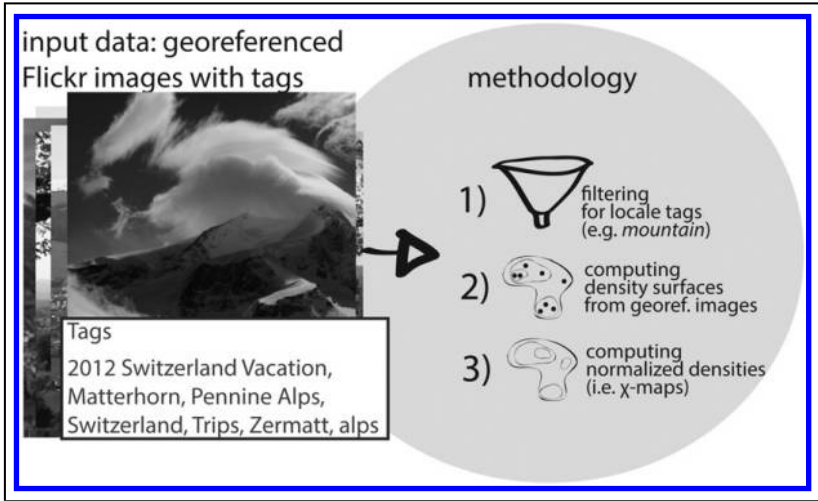 input data: georeferenced
Flickr images with tags
Tags
2012 Switzerland Vacation,
Matterhorn, Pennine Alps,
Switzerland, Trips, Zermatt, alps
methodology
1) filtering
for locale tags
(e.g. mountain)
2) computing
density surfaces
from georef. images
3) computing
normalized densities
(i.e. χ-maps)